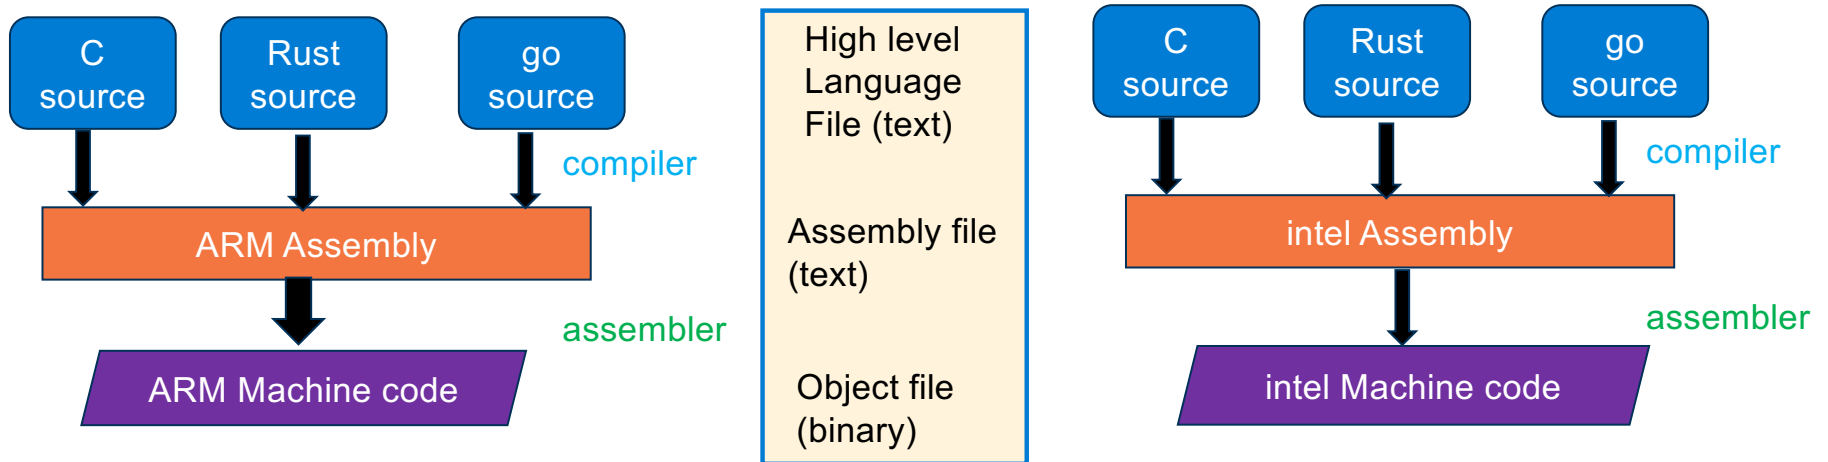 C
source
Rust
source
go
source
compiler
ARM Assembly
assembler
ARM Machine code
High level
Language
File (text)
Assembly file
(text)
Object file
(binary)
C
source
Rust
source
go
source
compiler
intel Assembly
assembler
intel Machine code